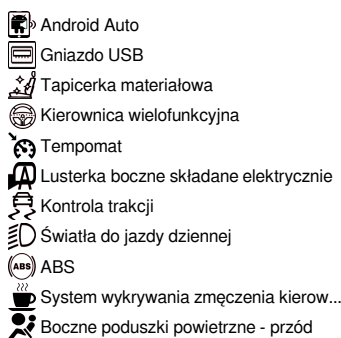 Android Auto
Gniazdo USB
Tapicerka materiałowa
Kierownica wielofunkcyjna
Tempomat
Lusterka boczne składane elektrycznie
Kontrola trakcji
Światła do jazdy dziennej
ABS ABS
System wykrywania zmęczenia kierow...
Boczne poduszki powietrzne - przód